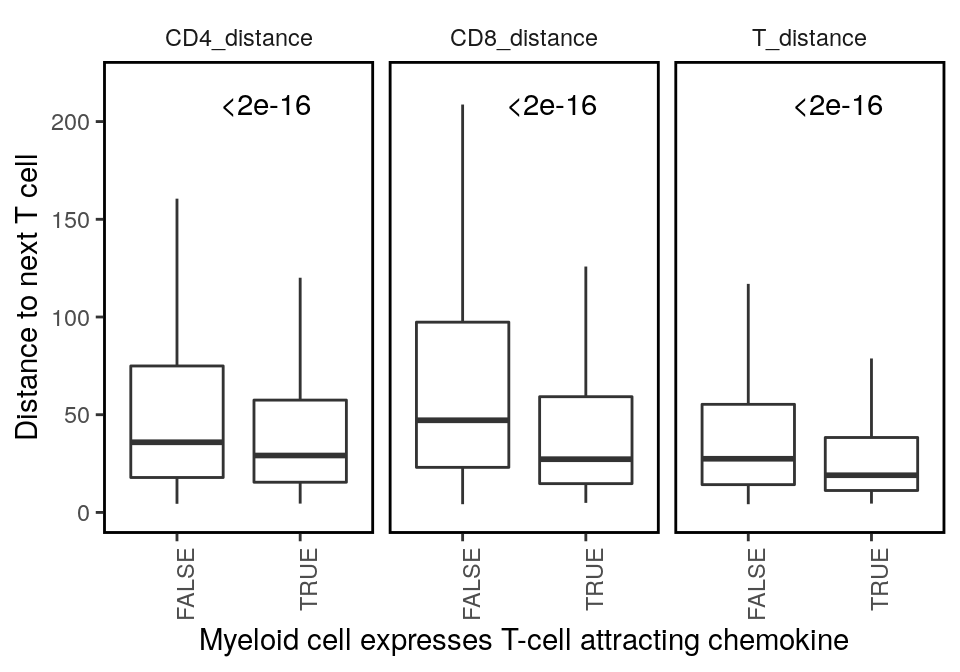 CD4_distance CD8_distance T_distance
<2e-16 <2e-16 <2e-16
Distance to next T cell
200
150
100
50
0
FALSE TRUE FALSE TRUE FALSE TRUE
Myeloid cell expresses T-cell attracting chemokine